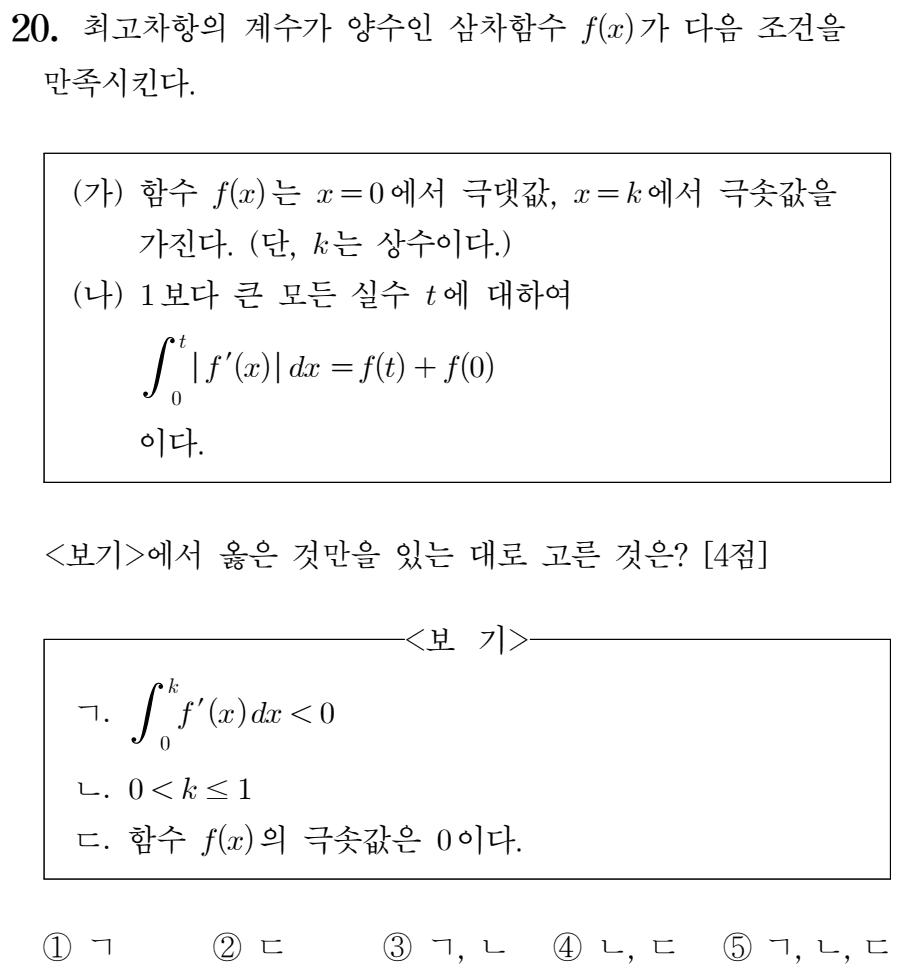 20. 최고차항의 계수가 양수인 삼차함수 f(x)가 다음 조건을
만족시킨다.
(가) 함수 f(x)는 x=0에서 극댓값, x=k에서 극솟값을
가진다. (단, k는 상수이다.)
(나) 1보다 큰 모든 실수 t에 대하여
∫₀ᵗ|f′(x)|dx=f(t)+f(0)
이다.
<보기>에서 옳은 것만을 있는 대로 고른 것은? [4점]
<보 기>
ㄱ. ∫₀ᵏf′(x)dx<0
ㄴ. 0<k≤1
ㄷ. 함수 f(x)의 극솟값은 0이다.
① ㄱ ② ㄷ ③ ㄱ, ㄴ ④ ㄴ, ㄷ ⑤ ㄱ, ㄴ, ㄷ